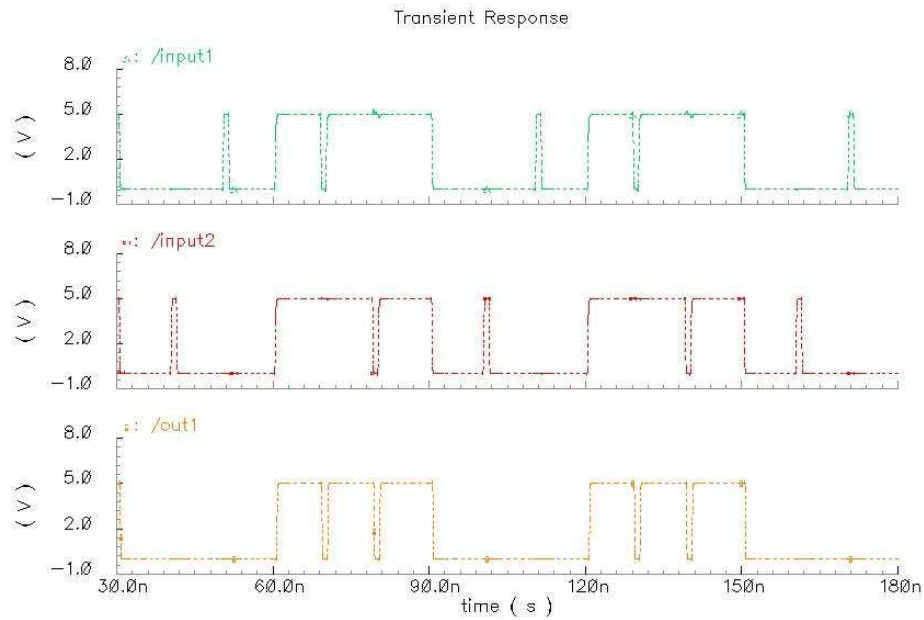 Transient Response
: /input1
8.0
5.0
2.0
-1.0
( V )
: /input2
8.0
5.0
2.0
-1.0
( V )
: /out1
8.0
5.0
2.0
-1.0
( V )
30.0n 60.0n 90.0n 120n 150n 180n
time ( s )